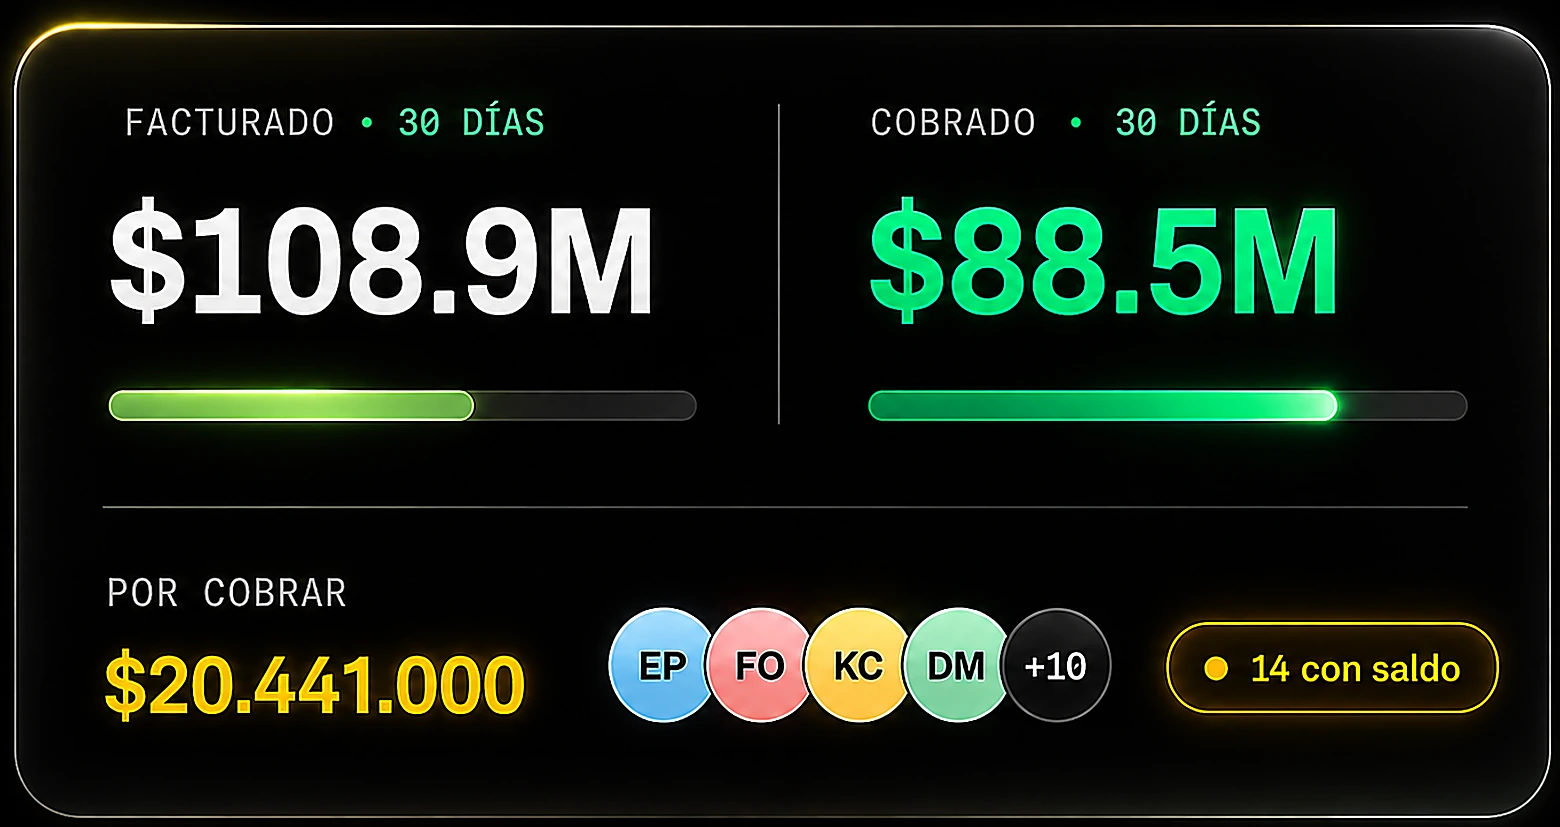 FACTURADO • 30 DÍAS
$108.9M
COBRADO • 30 DÍAS
$88.5M
POR COBRAR
$20.441.000
EP FO KC DM +10
14 con saldo